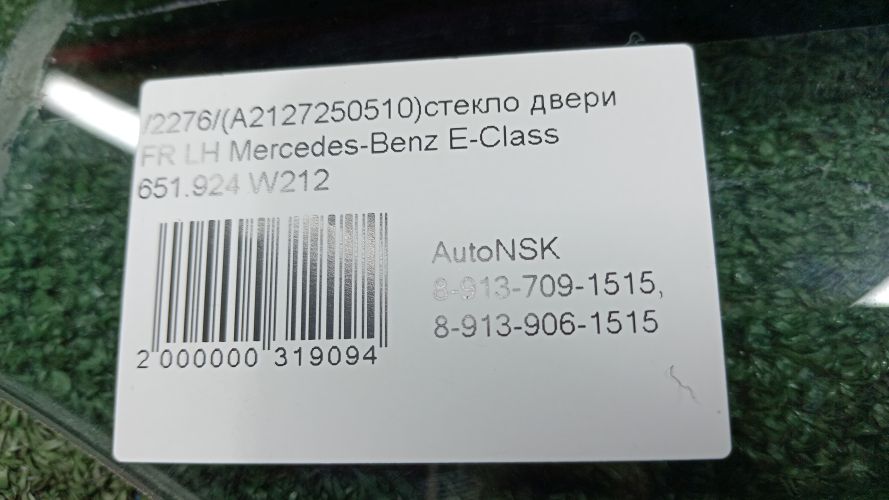 /2276/(A2127250510)стекло двери
FR LH Mercedes-Benz E-Class
651.924 W212
AutoNSK
8-913-709-1515,
8-913-906-1515
2 000000 319094